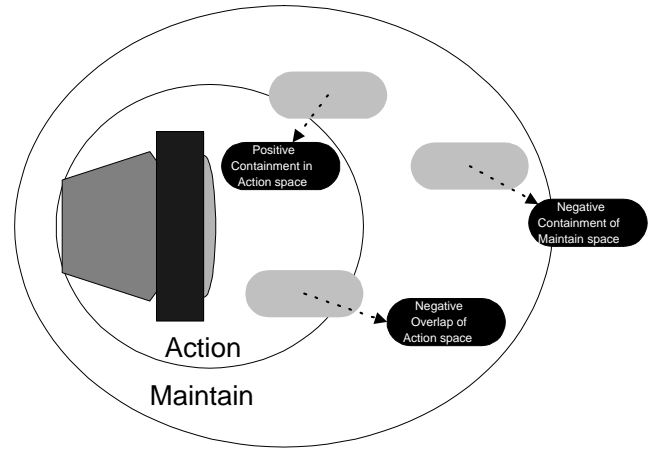 Positive
Containment in
Action space
Negative
Containment of
Maintain space
Negative
Overlap of
Action space
Action
Maintain